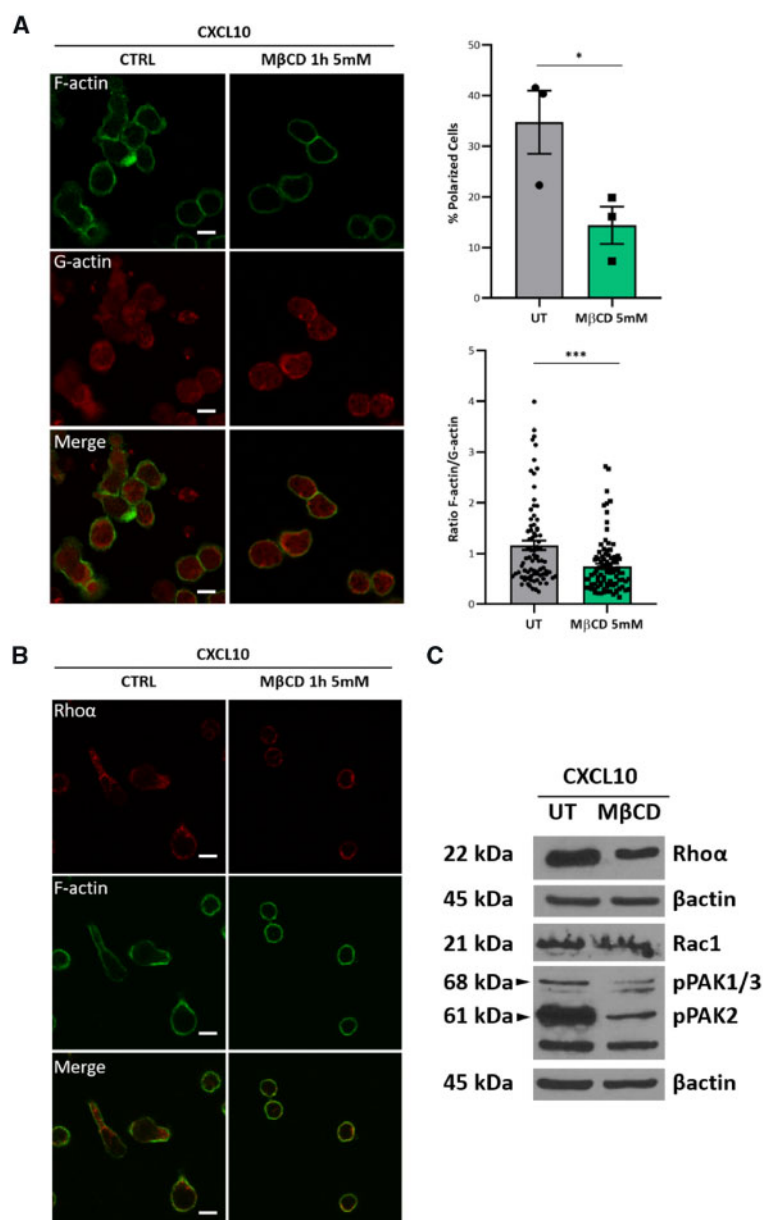 A
CXCL10
CTRL MβCD 1h 5mM
F-actin
G-actin
Merge
% Polarized Cells
50
40
30
20
10
0
*
UT MβCD 5mM
Ratio F-actin/G-actin
5
4
3
2
1
0
***
UT MβCD 5mM
B
CXCL10
CTRL MβCD 1h 5mM
Rhoα
F-actin
Merge
C
CXCL10
UT MβCD
22 kDa Rhoα
45 kDa βactin
21 kDa Rac1
68 kDa pPAK1/3
61 kDa pPAK2
45 kDa βactin